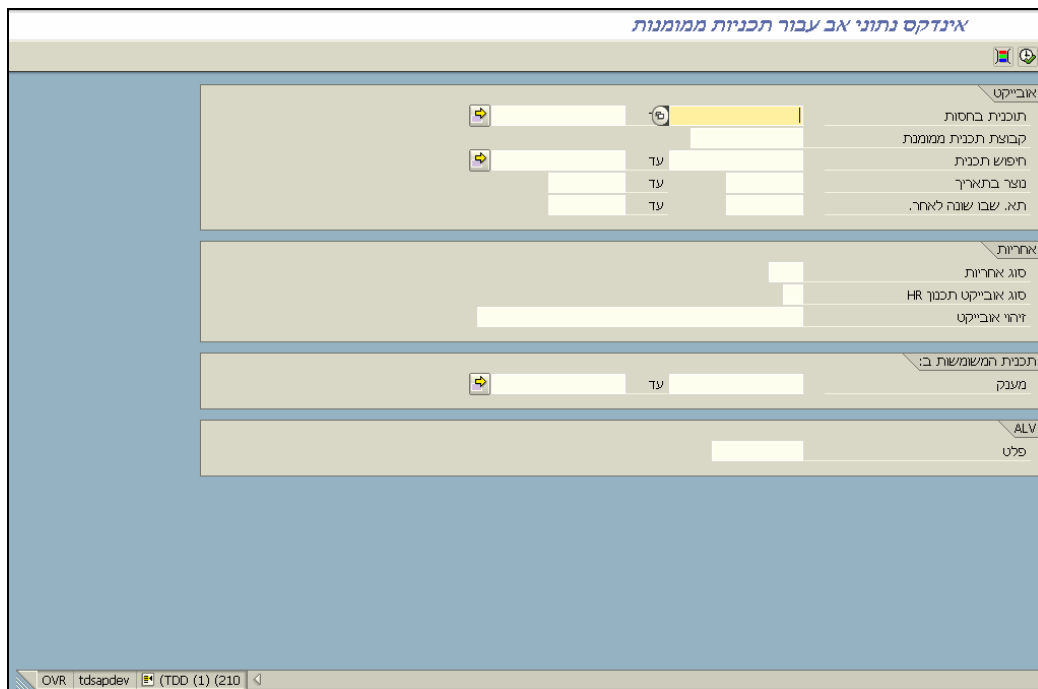 אינדקס נתוני אב עבור תכניות ממומנות
אובייקט
תוכנית בחסות
קבוצת תכנית ממומנת
חיפוש תכנית עד
נוצר בתאריך עד
תא. שבו שונה לאחר. עד
אחריות
סוג אחריות
סוג אובייקט תכנון HR
זיהוי אובייקט
תכנית המשומשות ב:
מענק עד
ALV
פלט
OVR tdsapdev (TDD (1) (210